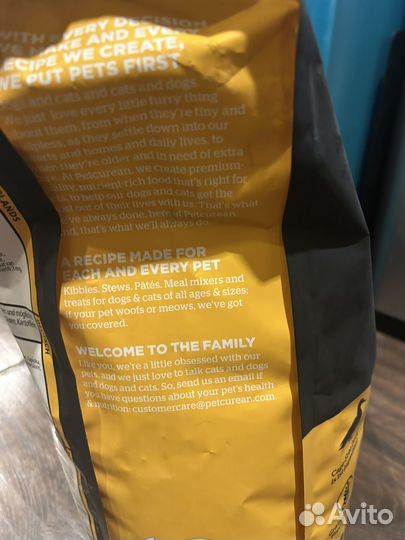 WITH EVERY DECISION
WE MAKE AND EVERY
RECIPE WE CREATE,
WE PUT PETS FIRST
dogs and cats and cats and dogs.
We just love every little furry thing
about them, from when they're tiny and
helpless, as they settle down into our
hearts and homes and daily lives, to
when they're older and in need of extra
care. At Petcurean, we create premium-
quality, nutrient-rich food that's right for
pets, to help our dogs and cats get the
most out of their lives with us. That's what
we've always done, here at Petcurean,
and, that's what we'll always do.
A RECIPE MADE FOR
EACH AND EVERY PET
Kibbles. Stews. Pâtés. Meal mixers and
treats for dogs & cats of all ages & sizes;
if your pet woofs or meows, we've got
you covered.
WELCOME TO THE FAMILY
Like you, we're a little obsessed with our
pets, and we just love to talk cats and dogs
and dogs and cats. So, send us an email if
you have questions about your pet's health
& nutrition: customercare@petcurean.com.
Avito